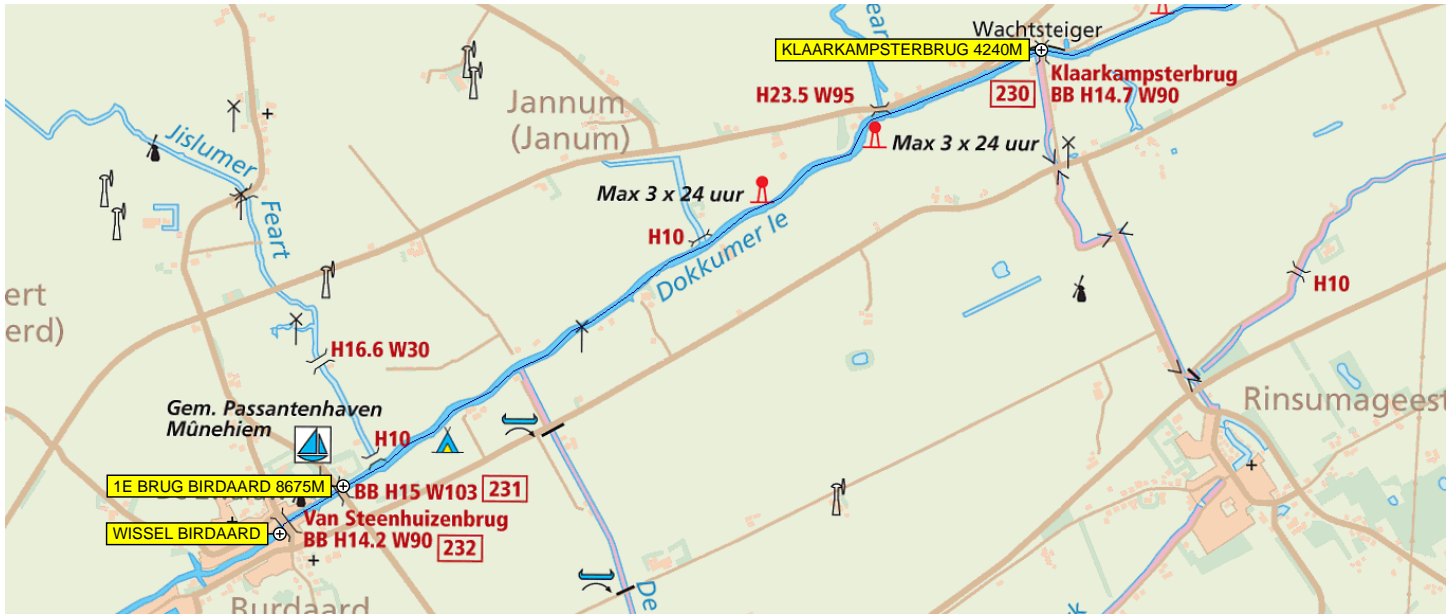 Wachtsteiger
KLAARKAMPSTERBRUG 4240M
Klaarkampsterbrug
230
BB H14.7 W90
ear
H23.5 W95
Max 3 x 24 uur
Jannum
(Janum)
Jislumer
Feart
Max 3 x 24 uur
H10
Dokkumer Ie
H10
ert
erd)
H16.6 W30
Gem. Passantenhaven
Mûnehiem
H10
Rinsumageest
1E BRUG BIRDAARD 8675M
BB H15 W103
231
WISSEL BIRDAARD
Van Steenhuizenbrug
BB H14.2 W90
232
De
Burdaard